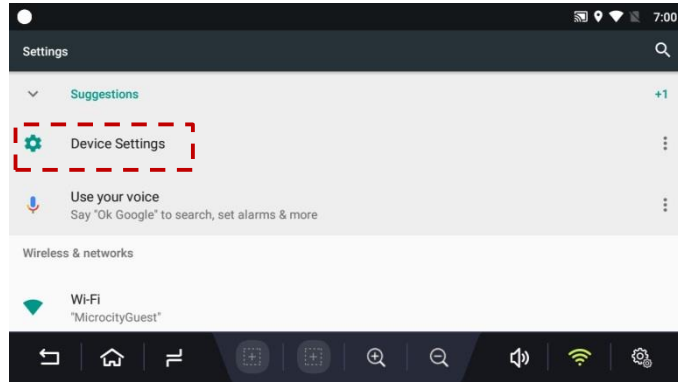 7:00
Settings
Suggestions +1
Device Settings
Use your voice
Say "Ok Google" to search, set alarms & more
Wireless & networks
Wi-Fi
"MicrocityGuest"